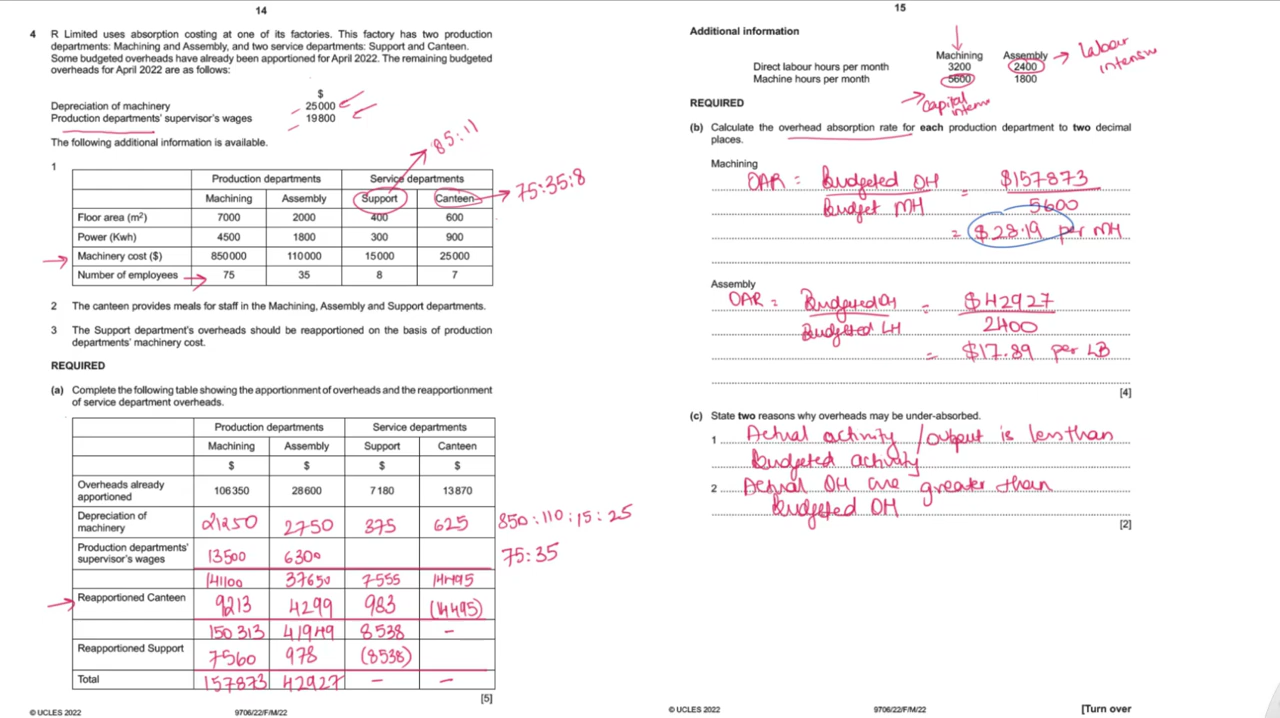 14
4 R Limited uses absorption costing at one of its factories. This factory has two production
departments: Machining and Assembly, and two service departments: Support and Canteen.
Some budgeted overheads have already been apportioned for April 2022. The remaining budgeted
overheads for April 2022 are as follows:
$
Depreciation of machinery 25000
Production departments' supervisor's wages 19800
The following additional information is available.
85:11
1
Production departments Service departments
Machining Assembly Support Canteen 75:35:8
Floor area (m²) 7000 2000 400 600
Power (Kwh) 4500 1800 300 900
Machinery cost ($) 850000 110000 15000 25000
Number of employees 75 35 8 7
2 The canteen provides meals for staff in the Machining, Assembly and Support departments.
3 The Support department's overheads should be reapportioned on the basis of production
departments' machinery cost.
REQUIRED
(a) Complete the following table showing the apportionment of overheads and the reapportionment
of service department overheads.
Production departments Service departments
Machining Assembly Support Canteen
$ $ $ $
Overheads already
apportioned 106350 28600 7180 13870
Depreciation of
machinery 21250 2750 375 625 850:110:15:25
Production departments'
supervisor's wages 13500 6300 75:35
141100 37650 7555 14495
Reapportioned Canteen 9213 4299 983 (14495)
150313 41949 8538 -
Reapportioned Support 7560 978 (8538)
Total 157873 42927 - -
[5]
© UCLES 2022 9706/22/F/M/22
15
Additional information
Machining Assembly
Labour
intensiv
Direct labour hours per month 3200 2400
Machine hours per month 5600 1800
Capital
REQUIRED
(b) Calculate the overhead absorption rate for each production department to two decimal
places.
Machining
OAR = Budgeted OH = $157873
Budget MH 5600
= $28.19 per MH
Assembly
OAR = Budgeted OH = $42927
Budgeted LH 2400
= $17.89 per LB
[4]
(c) State two reasons why overheads may be under-absorbed.
1 Actual activity /output is less than
Budgeted activity
2 Actual OH are greater than
Budgeted OH
[2]
© UCLES 2022 9706/22/F/M/22 [Turn over